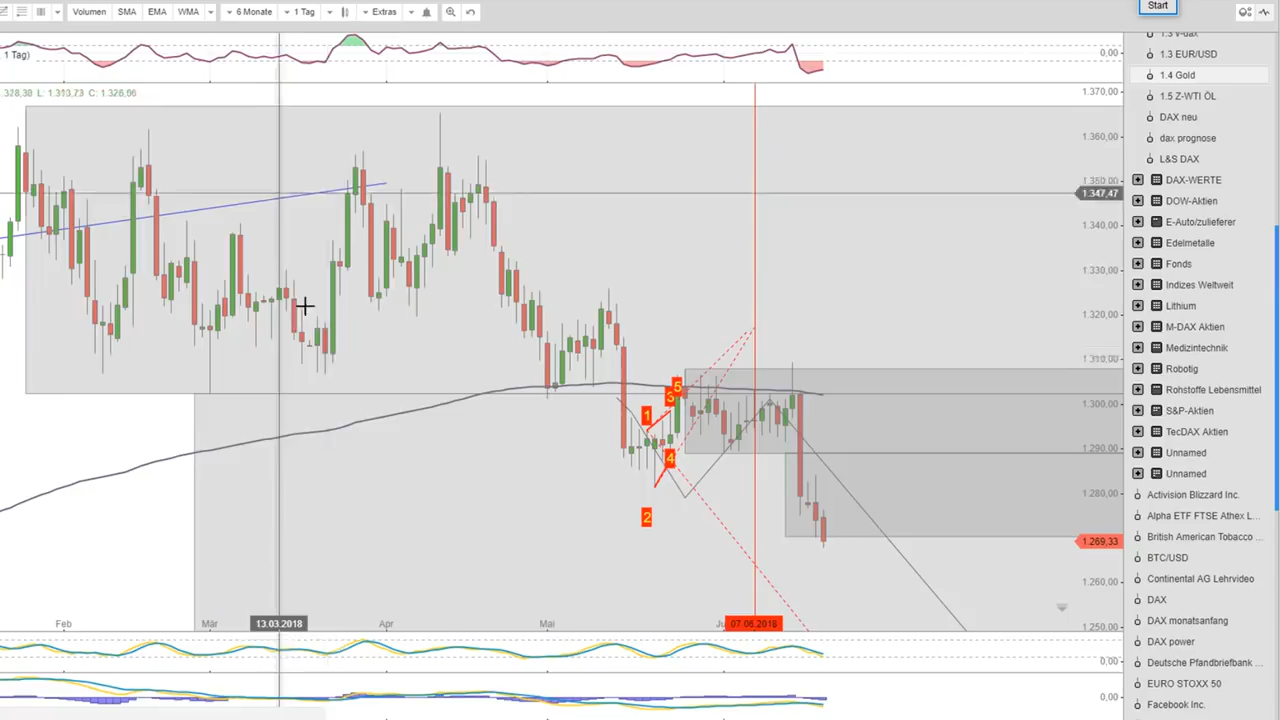 Volumen SMA EMA WMA 6 Monate 1 Tag Extras Start
1 Tag)
0,00
.328,30 L: 1.313,73 C: 1.326,06
1.370,00
1.360,00
1.350,00
1.347,47
1.340,00
1.330,00
1.320,00
1.310,00
1.300,00
1.290,00
1.280,00
1.269,33
1.260,00
1.250,00
1
2
3
4
5
Feb Mär 13.03.2018 Apr Mai Ju 07.06.2018
0,00
0,00
1.3 EUR/USD
1.4 Gold
1.5 Z-WTI ÖL
DAX neu
dax prognose
L&S DAX
DAX-WERTE
DOW-Aktien
E-Auto/zulieferer
Edelmetalle
Fonds
Indizes Weltweit
Lithium
M-DAX Aktien
Medizintechnik
Robotig
Rohstoffe Lebensmittel
S&P-Aktien
TecDAX Aktien
Unnamed
Unnamed
Activision Blizzard Inc.
Alpha ETF FTSE Athex L...
British American Tobacco ...
BTC/USD
Continental AG Lehrvideo
DAX
DAX monatsanfang
DAX power
Deutsche Pfandbriefbank ...
EURO STOXX 50
Facebook Inc.